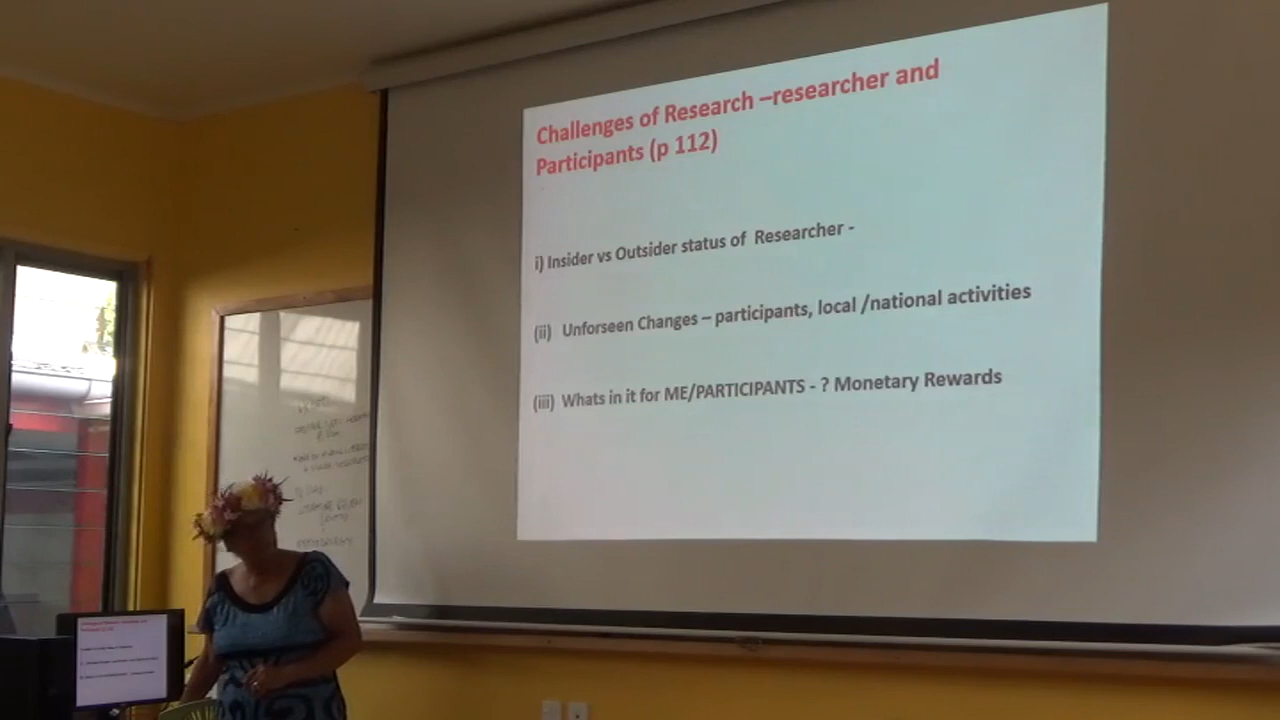 Challenges of Research –researcher and
Participants (p 112)
i) Insider vs Outsider status of Researcher -
(ii) Unforseen Changes – participants, local /national activities
(iii) Whats in it for ME/PARTICIPANTS - ? Monetary Rewards